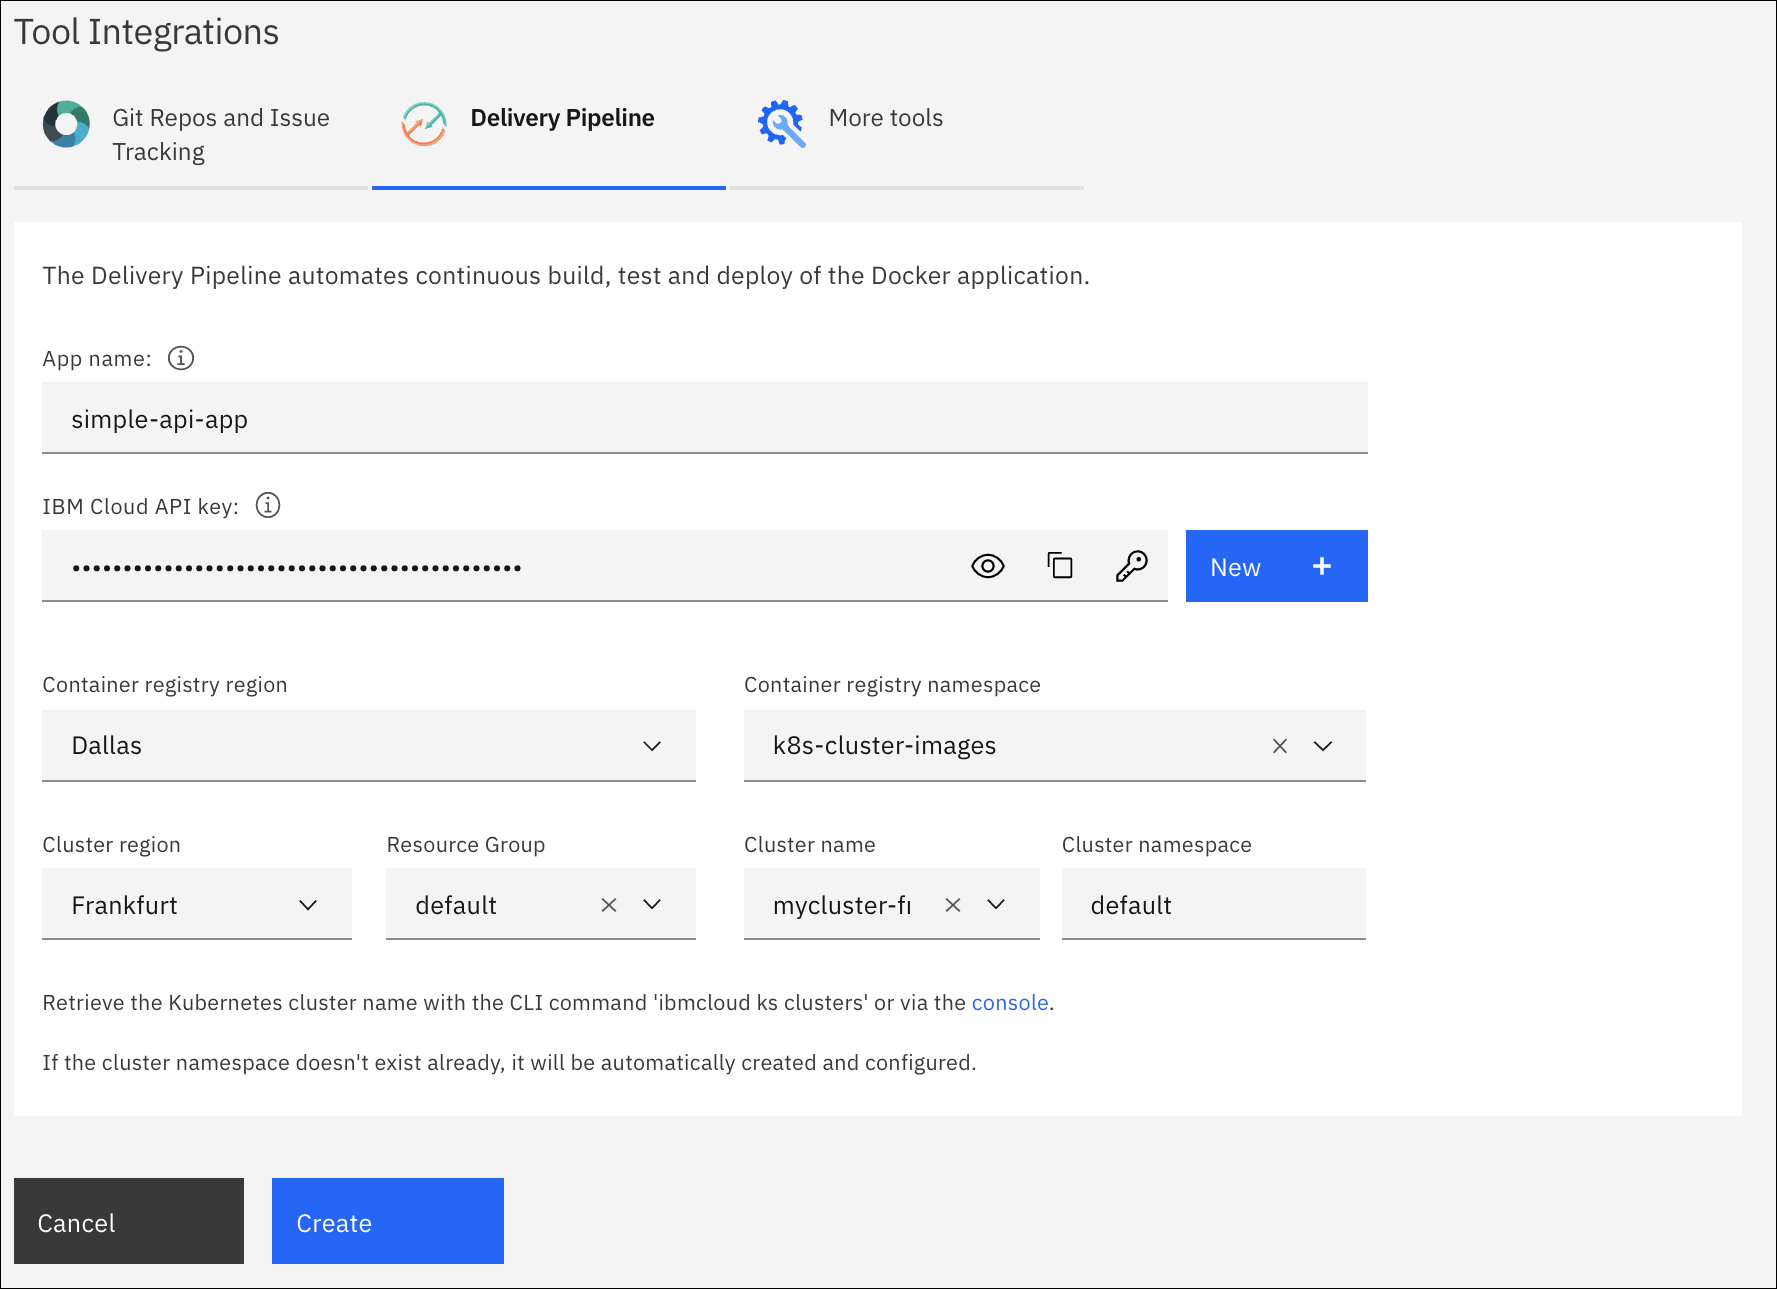 Tool Integrations
Git Repos and Issue
Tracking
Delivery Pipeline
More tools
The Delivery Pipeline automates continuous build, test and deploy of the Docker application.
App name:
simple-api-app
IBM Cloud API key:
••••••••••••••••••••••••••••••••••••••••••••
New +
Container registry region
Container registry namespace
Dallas
k8s-cluster-images
Cluster region
Resource Group
Cluster name
Cluster namespace
Frankfurt
default
default
Retrieve the Kubernetes cluster name with the CLI command 'ibmcloud ks clusters' or via the console.
If the cluster namespace doesn't exist already, it will be automatically created and configured.
Cancel
Create